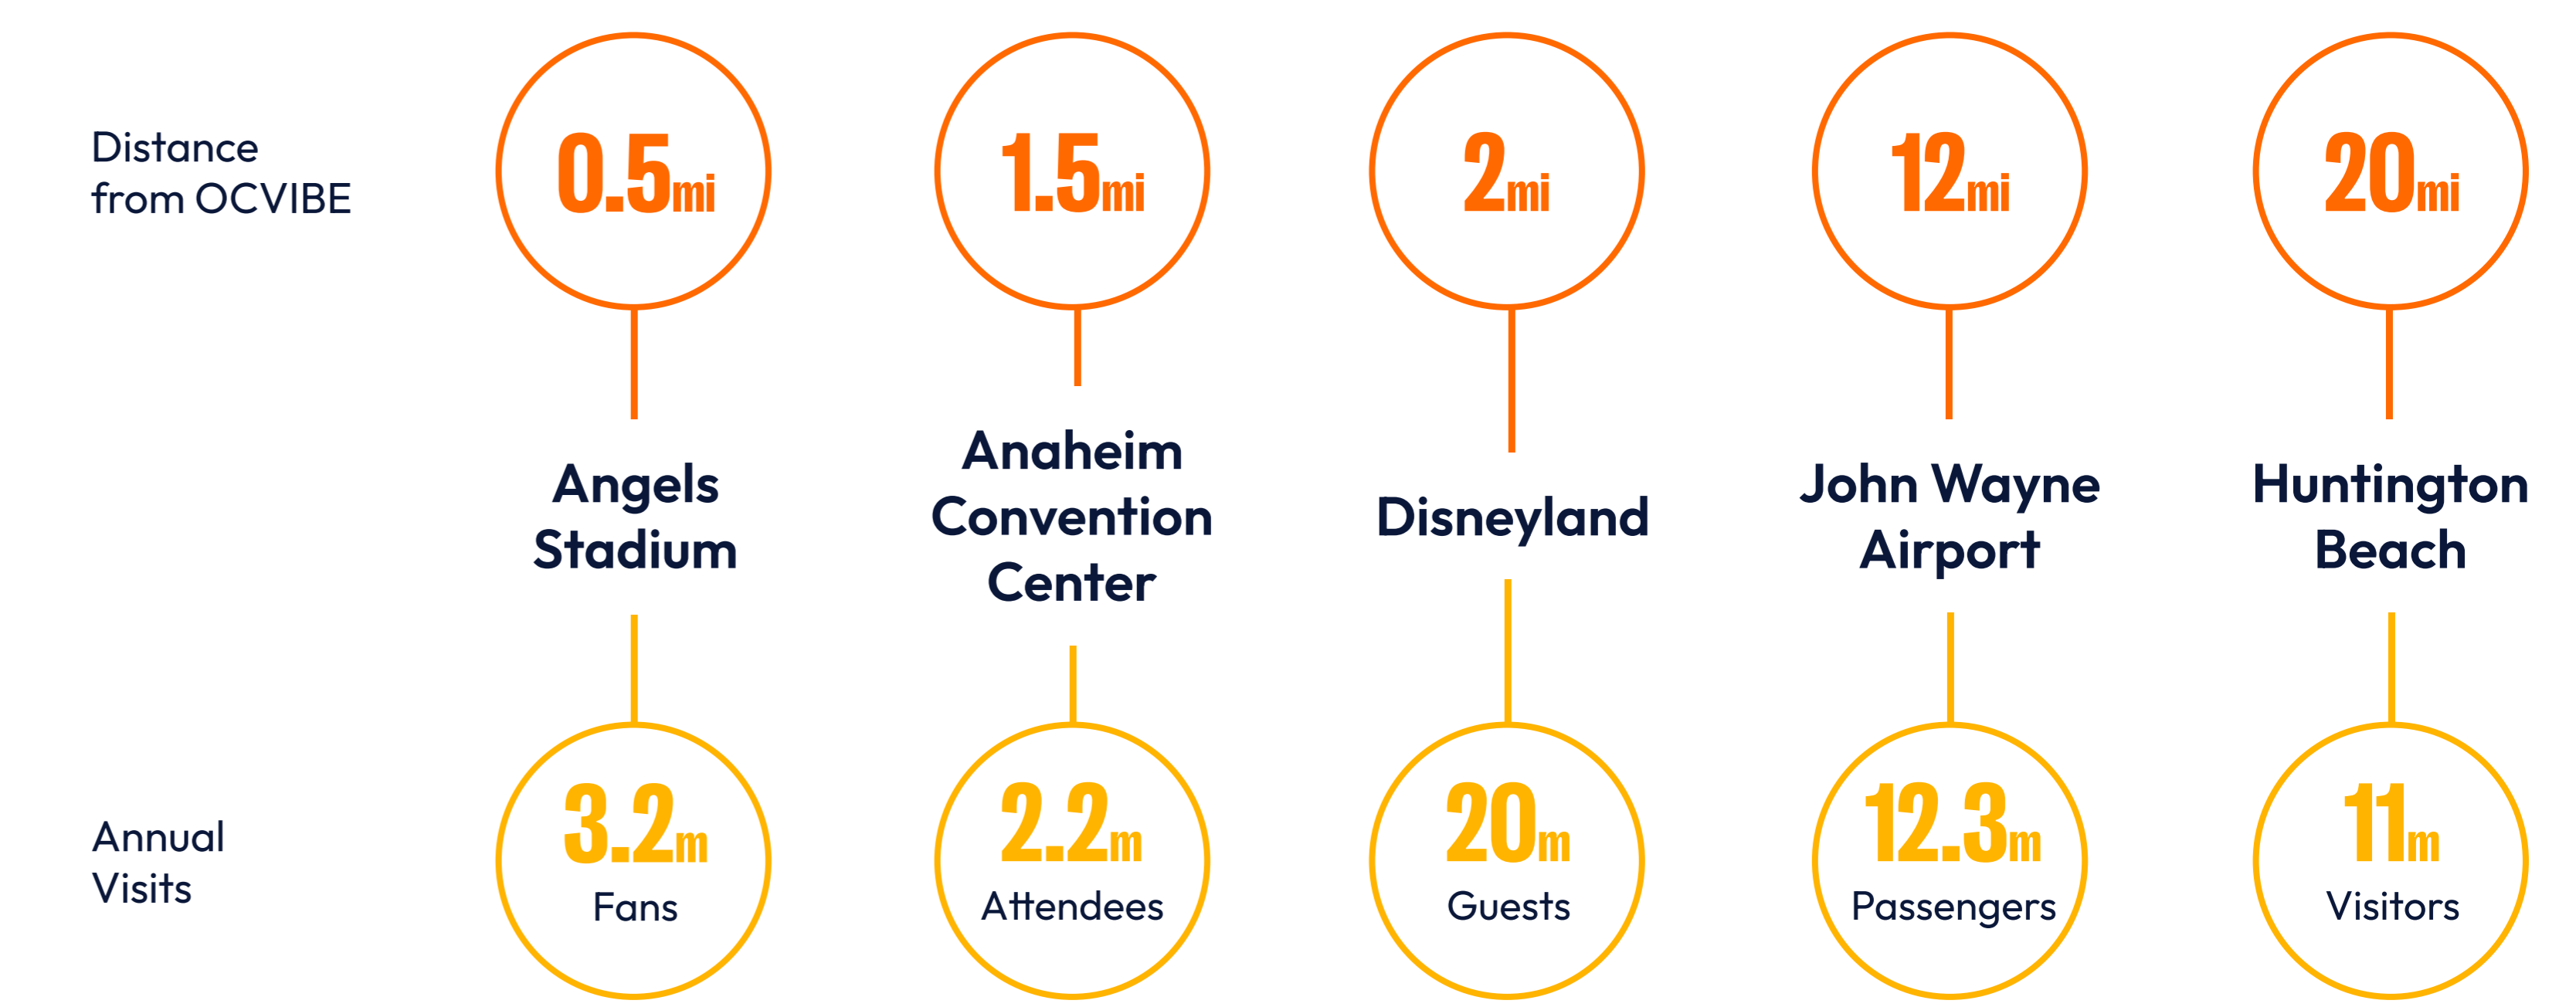 Distance
from OCVIBE
0.5mi
1.5mi
2mi
12mi
20mi
Angels
Stadium
Anaheim
Convention
Center
Disneyland
John Wayne
Airport
Huntington
Beach
Annual
Visits
3.2m
Fans
2.2m
Attendees
20m
Guests
12.3m
Passengers
11m
Visitors